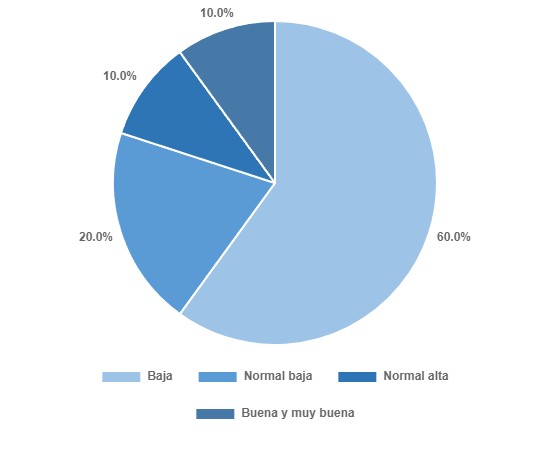 10.0%
10.0%
20.0%
60.0%
Baja
Normal baja
Normal alta
Buena y muy buena